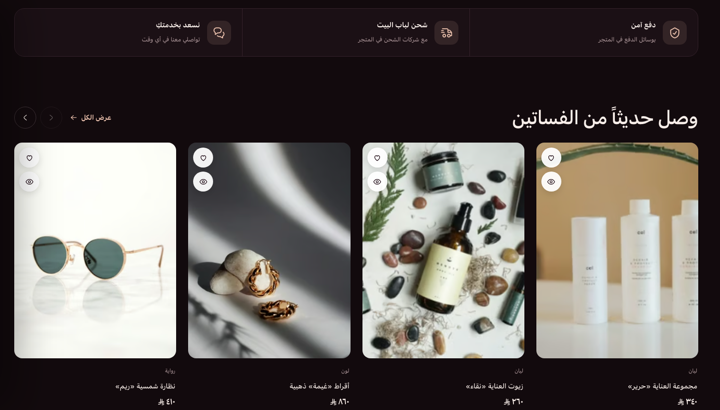 دفع آمن
بوسائل الدفع في المتجر
شحن لباب البيت
مع شركات الشحن في المتجر
نسعد بخدمتكِ
تواصلي معنا في أي وقت
وصل حديثاً من الفساتين
عرض الكل
ليان
مجموعة العناية «حرير»
٣٤٠
ليان
زيوت العناية «نقاء»
٢٦٠
لون
أقراط «غيمة» ذهبية
٨٦٠
رواية
نظارة شمسية «ريم»
٤١٠